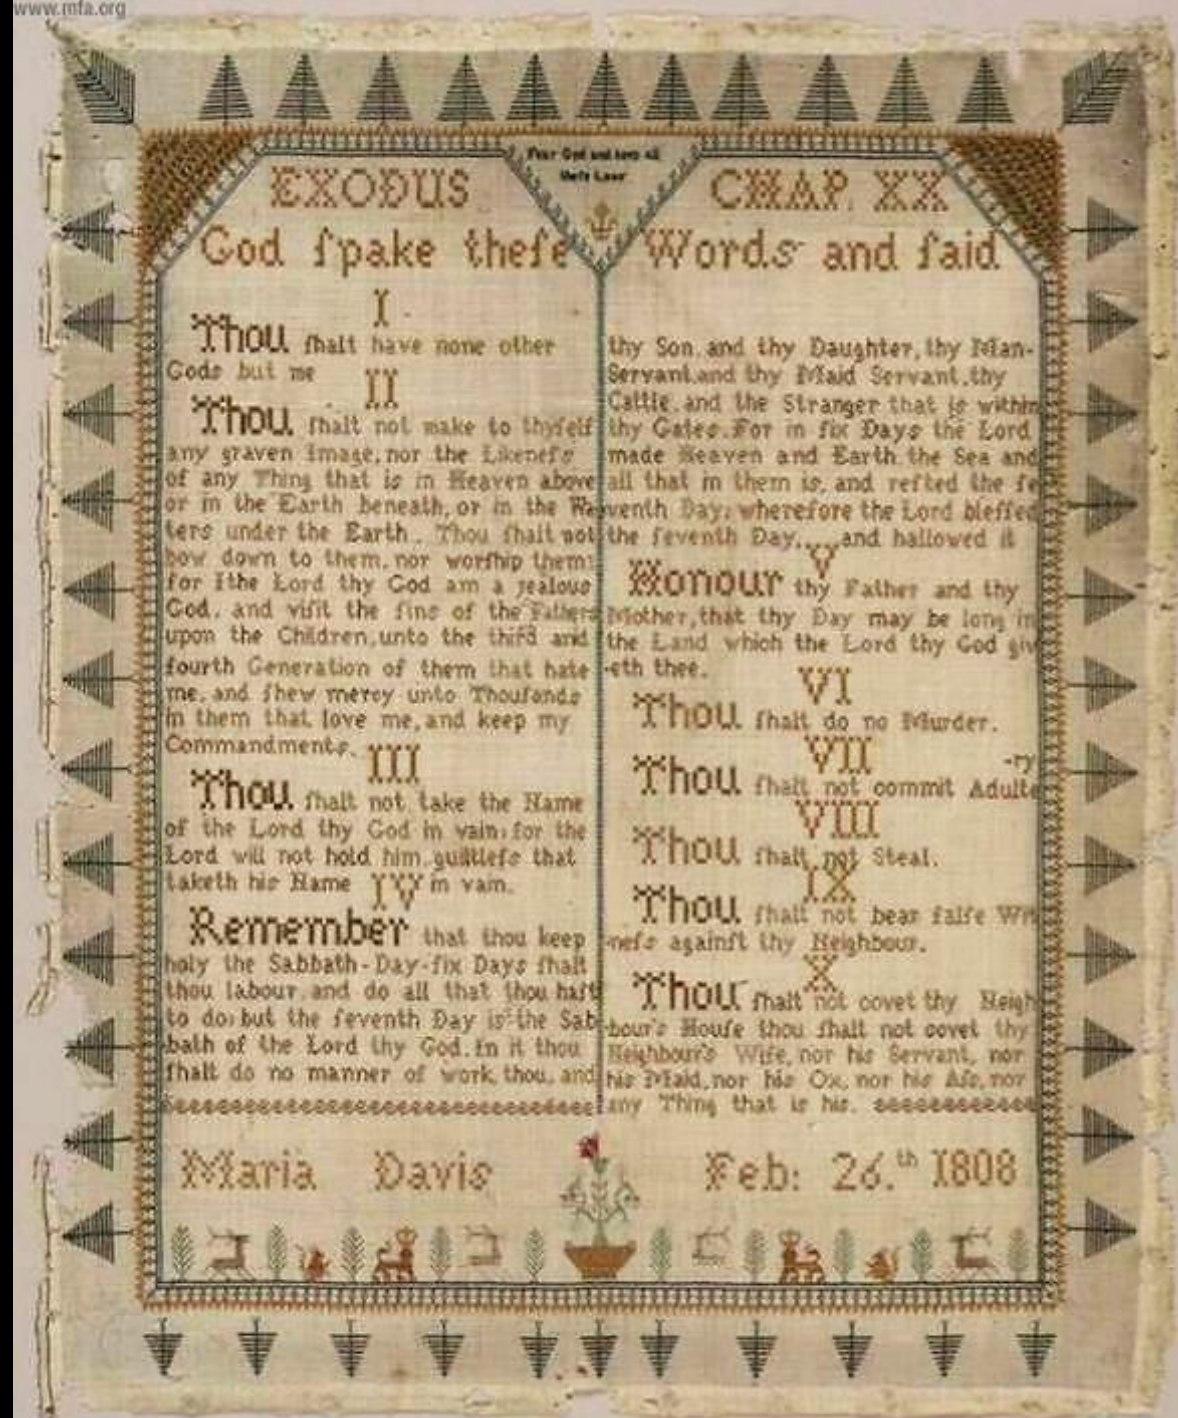 www.mfa.org
Fear God and keep all
theſe Laws
EXODUS CHAP. XX
God ſpake theſe Words and ſaid
I
Thou ſhalt have none other
Gods but me
II
Thou ſhalt not make to thyſelf
any graven Image, nor the Likeneſs
of any Thing that is in Heaven above
or in the Earth beneath, or in the Wa
ters under the Earth. Thou ſhalt not
bow down to them, nor worſhip them:
for I the Lord thy God am a jealous
God, and viſit the ſins of the Fathers
upon the Children, unto the third and
fourth Generation of them that hate
me, and ſhew mercy unto Thouſands
in them that love me, and keep my
Commandments.
III
Thou ſhalt not take the Name
of the Lord thy God in vain: for the
Lord will not hold him guiltleſs that
taketh his Name in vain.
IV
Remember that thou keep
holy the Sabbath-Day-ſix Days ſhalt
thou labour, and do all that thou haſt
to do; but the ſeventh Day is the Sab
bath of the Lord thy God. In it thou
ſhalt do no manner of work, thou, and
thy Son, and thy Daughter, thy Man-
Servant, and thy Maid Servant, thy
Cattle, and the Stranger that is within
thy Gates. For in ſix Days the Lord
made Heaven and Earth, the Sea and
all that in them is, and reſted the ſe
venth Day; wherefore the Lord bleſſed
the ſeventh Day, and hallowed it
V
Honour thy Father and thy
Mother, that thy Day may be long in
the Land which the Lord thy God giv
-eth thee.
VI
Thou ſhalt do no Murder.
VII
Thou ſhalt not commit Adulte
-ry
VIII
Thou ſhalt not Steal.
IX
Thou ſhalt not bear falſe Wit
-neſs againſt thy Neighbour.
X
Thou ſhalt not covet thy Neigh
-bour's Houſe thou ſhalt not covet thy
Neighbour's Wife, nor his Servant, nor
his Maid, nor his Ox, nor his Aſs, nor
any Thing that is his.
Maria Davis Feb: 26.th 1808